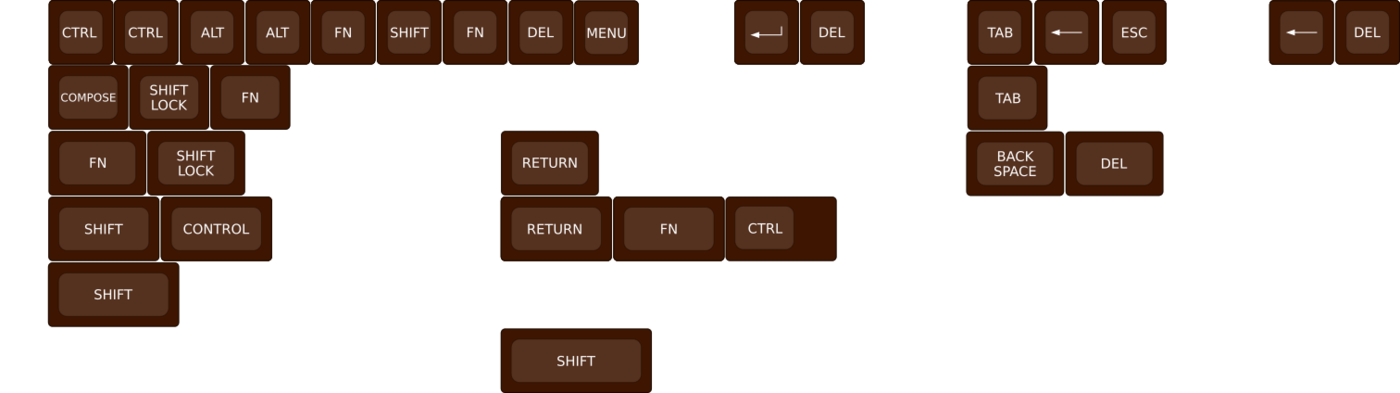 CTRL CTRL ALT ALT FN SHIFT FN DEL MENU DEL TAB ← ESC ← DEL
COMPOSE SHIFT LOCK FN TAB
FN SHIFT LOCK RETURN BACK SPACE DEL
SHIFT CONTROL RETURN FN CTRL
SHIFT
SHIFT